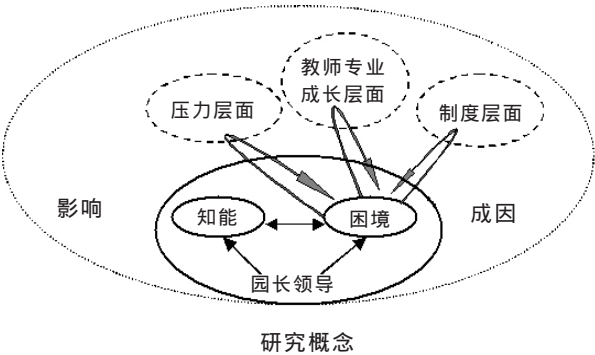 教师专业
成长层面
压力层面
制度层面
影响
知能
困境
成因
园长领导
研究概念